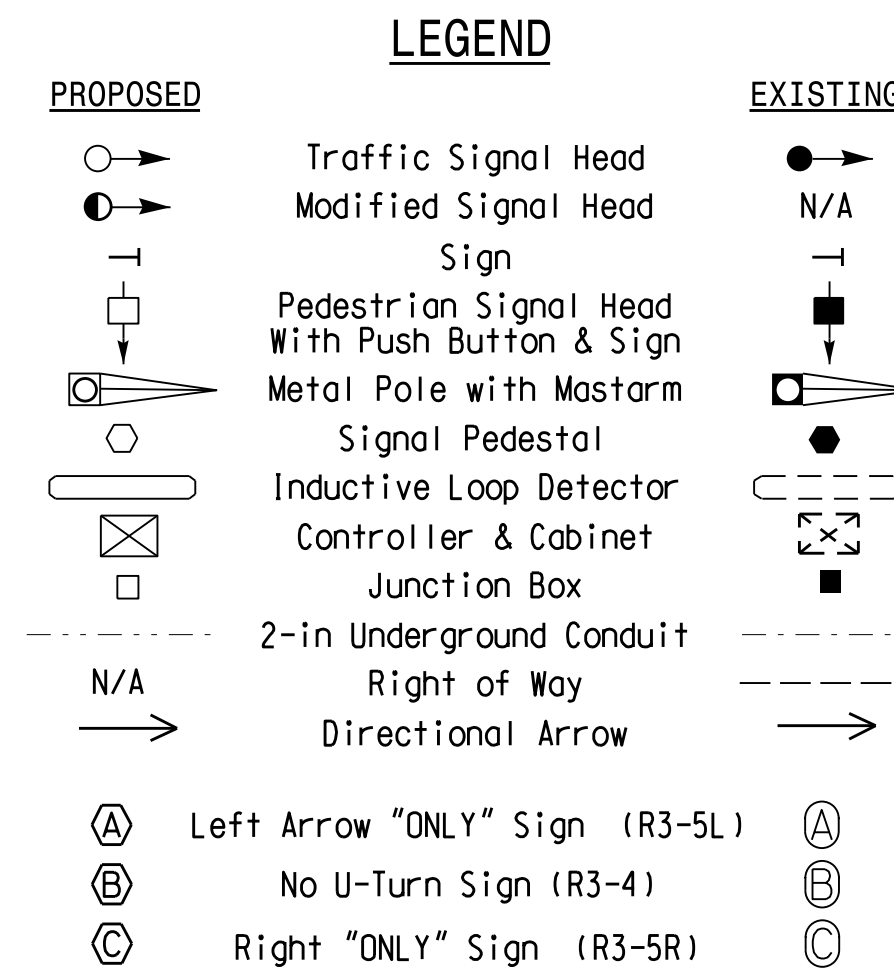 LEGEND
PROPOSED EXISTING
Traffic Signal Head
Modified Signal Head N/A
Sign
Pedestrian Signal Head
With Push Button & Sign
Metal Pole with Mastarm
Signal Pedestal
Inductive Loop Detector
Controller & Cabinet
Junction Box
2-in Underground Conduit
N/A Right of Way
Directional Arrow
A Left Arrow "ONLY" Sign (R3-5L) A
B No U-Turn Sign (R3-4) B
C Right "ONLY" Sign (R3-5R) C